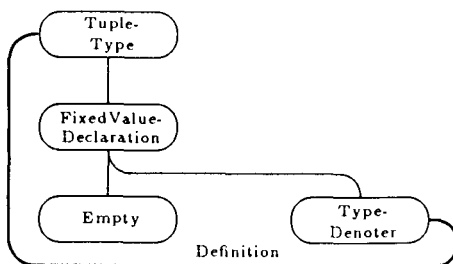 Tuple-
Type
FixedValue-
Declaration
Empty
Type-
Denoter
Definition